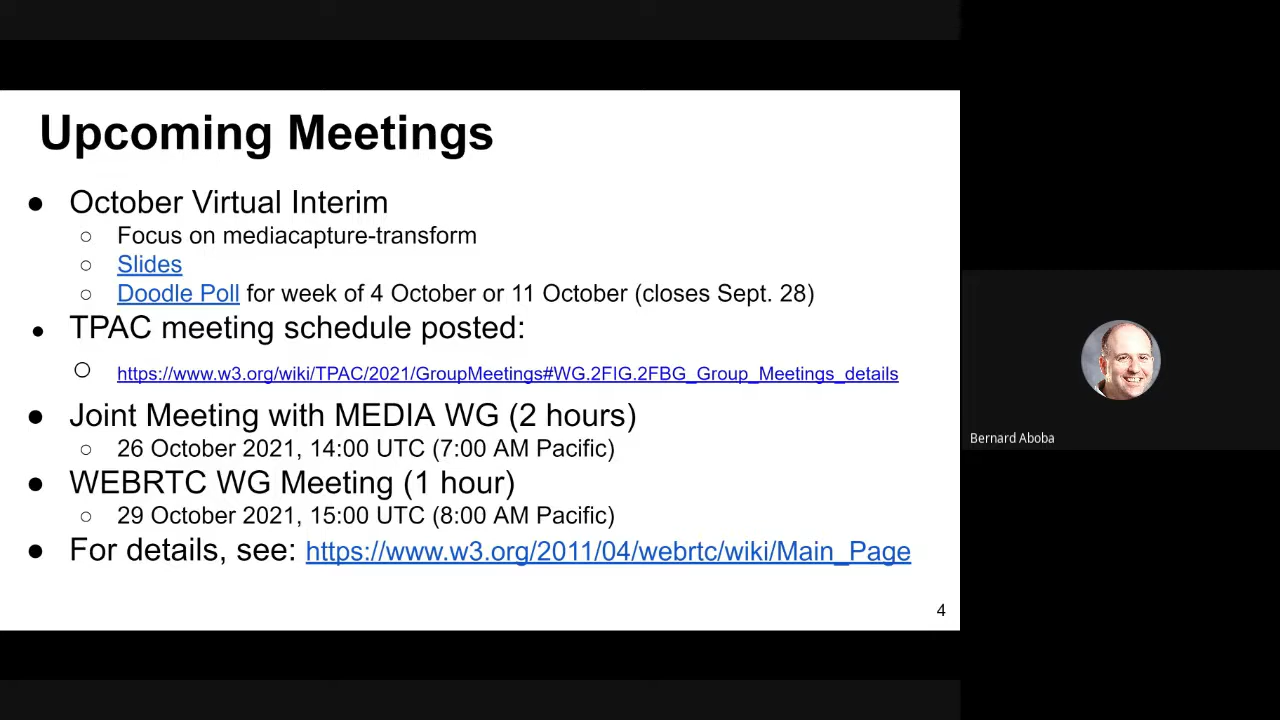 Upcoming Meetings
● October Virtual Interim
○ Focus on mediacapture-transform
○ Slides
○ Doodle Poll for week of 4 October or 11 October (closes Sept. 28)
● TPAC meeting schedule posted:
○ https://www.w3.org/wiki/TPAC/2021/GroupMeetings#WG.2FIG.2FBG_Group_Meetings_details
● Joint Meeting with MEDIA WG (2 hours)
○ 26 October 2021, 14:00 UTC (7:00 AM Pacific)
● WEBRTC WG Meeting (1 hour)
○ 29 October 2021, 15:00 UTC (8:00 AM Pacific)
● For details, see: https://www.w3.org/2011/04/webrtc/wiki/Main_Page
4
Bernard Aboba